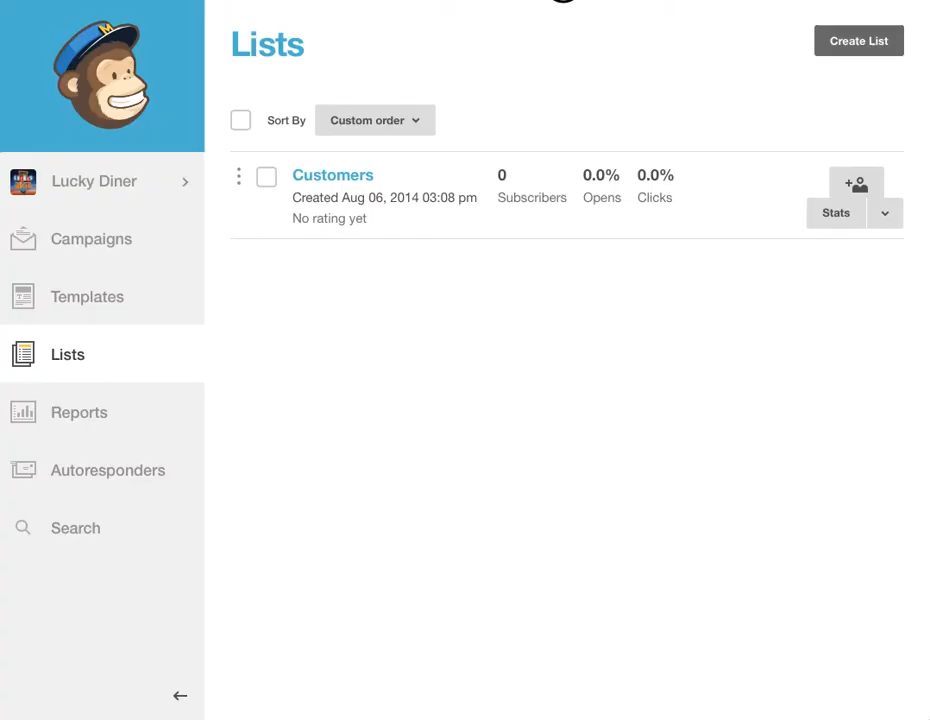 Lists
Create List
Sort By
Custom order
Lucky Diner
Campaigns
Templates
Lists
Reports
Autoresponders
Search
Customers
Created Aug 06, 2014 03:08 pm
No rating yet
0
Subscribers
0.0%
Opens
0.0%
Clicks
Stats